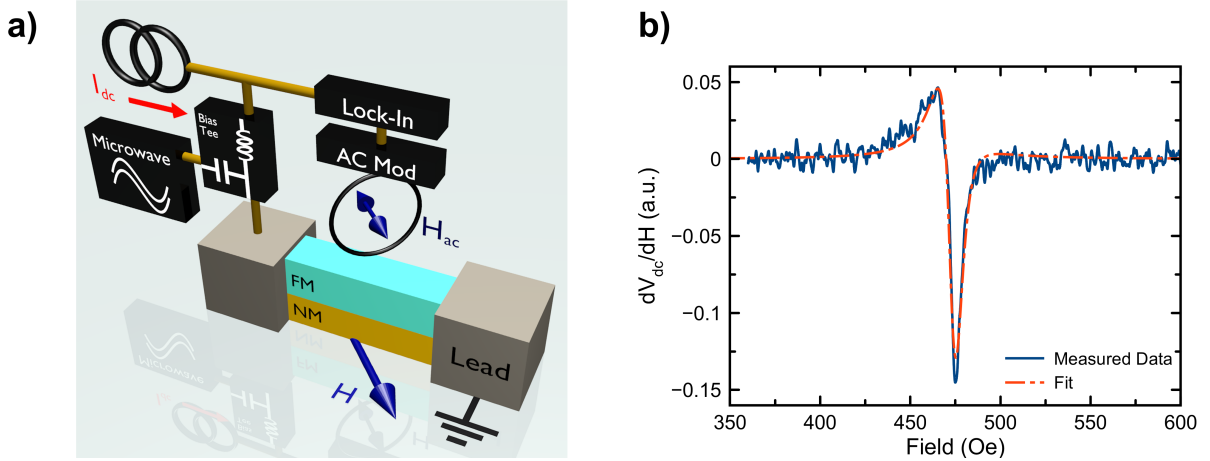 a)
I dc
Bias
Tee
Microwave
Lock-In
AC Mod
H ac
FM
NM
Lead
H
b)
dV dc /dH (a.u.)
0.05
0
−0.05
−0.1
−0.15
Measured Data
Fit
350
400
450
500
550
600
Field (Oe)